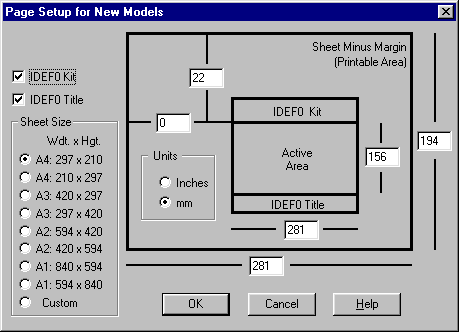 Page Setup for New Models
Sheet Minus Margin
(Printable Area)
IDEF0 Kit
IDEF0 Title
22
0
IDEF0 Kit
Active
Area
IDEF0 Title
156
194
281
281
Sheet Size
Wdt. x Hgt.
A4: 297 x 210
A4: 210 x 297
A3: 420 x 297
A3: 297 x 420
A2: 594 x 420
A2: 420 x 594
A1: 840 x 594
A1: 594 x 840
Custom
Units
Inches
mm
OK
Cancel
Help